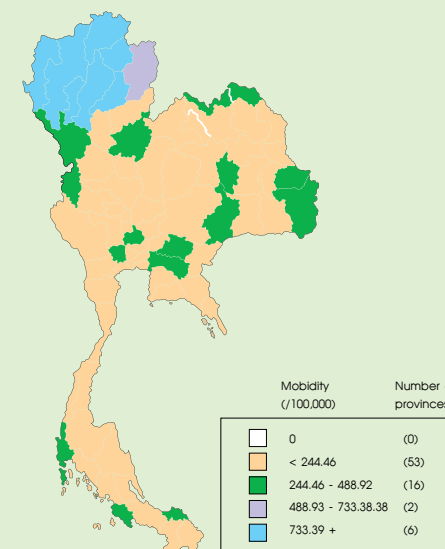 Mobidity Number
(/100,000) provinces
0 (0)
< 244.46 (53)
244.46 - 488.92 (16)
488.93 - 733.38.38 (2)
733.39 + (6)